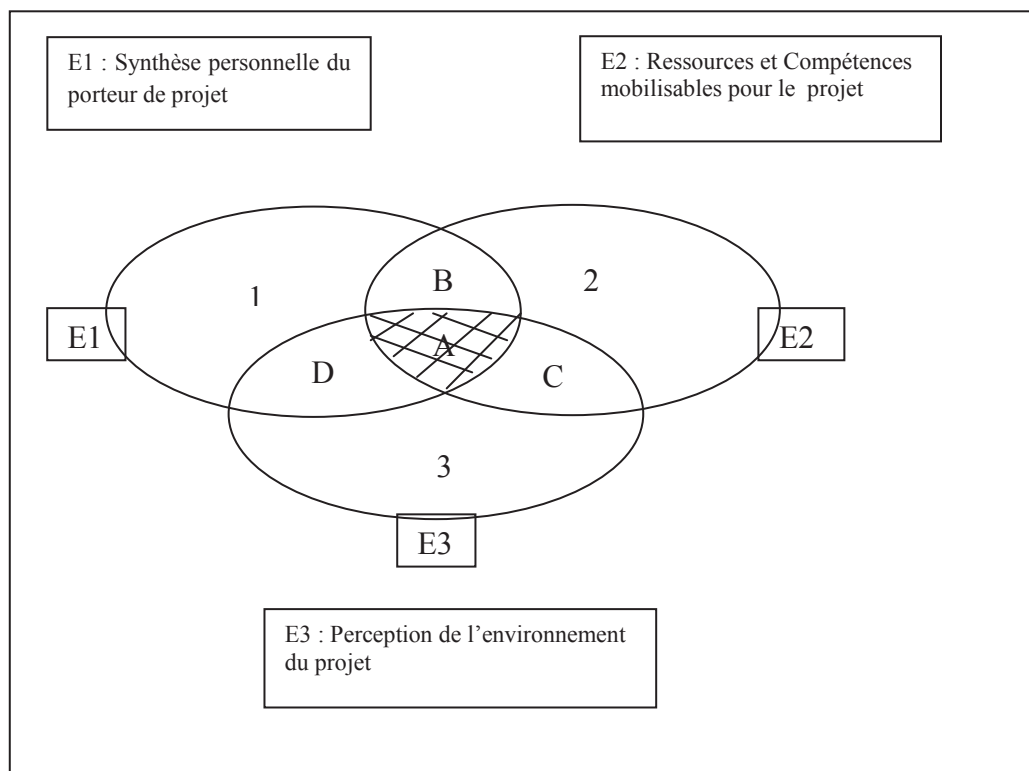 E1 : Synthèse personnelle du
porteur de projet
E2 : Ressources et Compétences
mobilisables pour le projet
B
1
2
E1
E2
A
D
C
3
E3
E3 : Perception de l'environnement
du projet